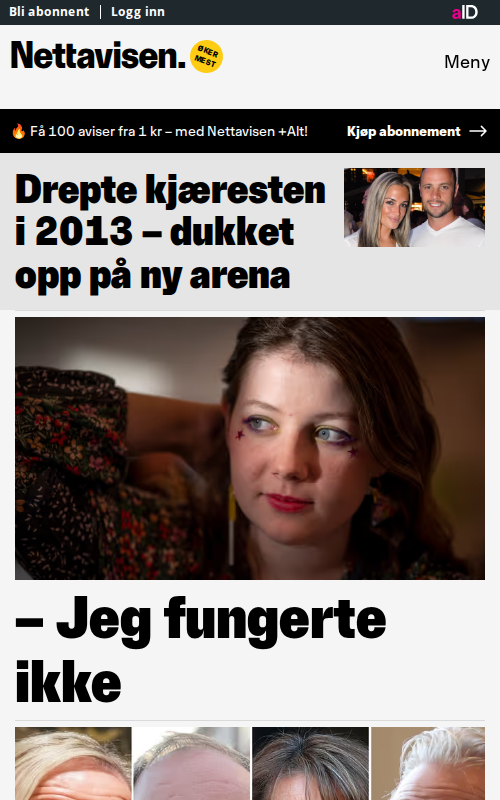 Bli abonnent | Logg inn
aID
Nettavisen.
ØKER
MEST
Meny
🔥 Få 100 aviser fra 1 kr – med Nettavisen +Alt!
Kjøp abonnement →
Drepte kjæresten
i 2013 – dukket
opp på ny arena
– Jeg fungerte
ikke